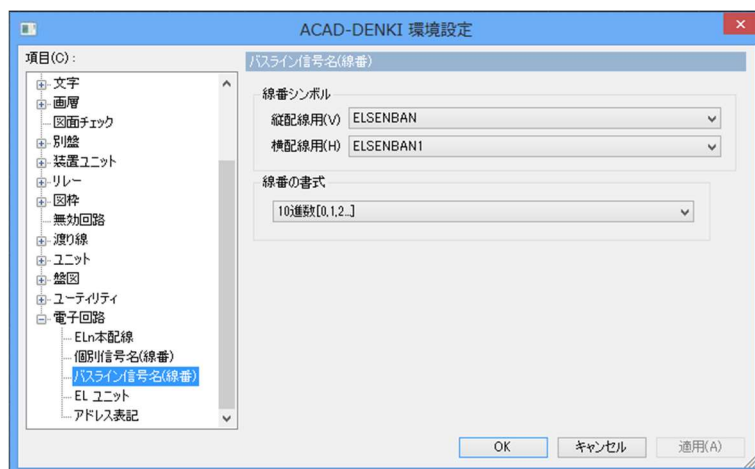 ACAD-DENKI 環境設定
項目(C):
文字
画層
図面チェック
別盤
装置ユニット
リレー
図枠
無効回路
渡り線
ユニット
盤図
ユーティリティ
電子回路
ELn本配線
個別信号名(線番)
バスライン信号名(線番)
EL ユニット
アドレス表記
バスライン信号名(線番)
線番シンボル
縦配線用(V) ELSENBAN
横配線用(H) ELSENBAN1
線番の書式
10進数[0,1,2...]
OK キャンセル 適用(A)